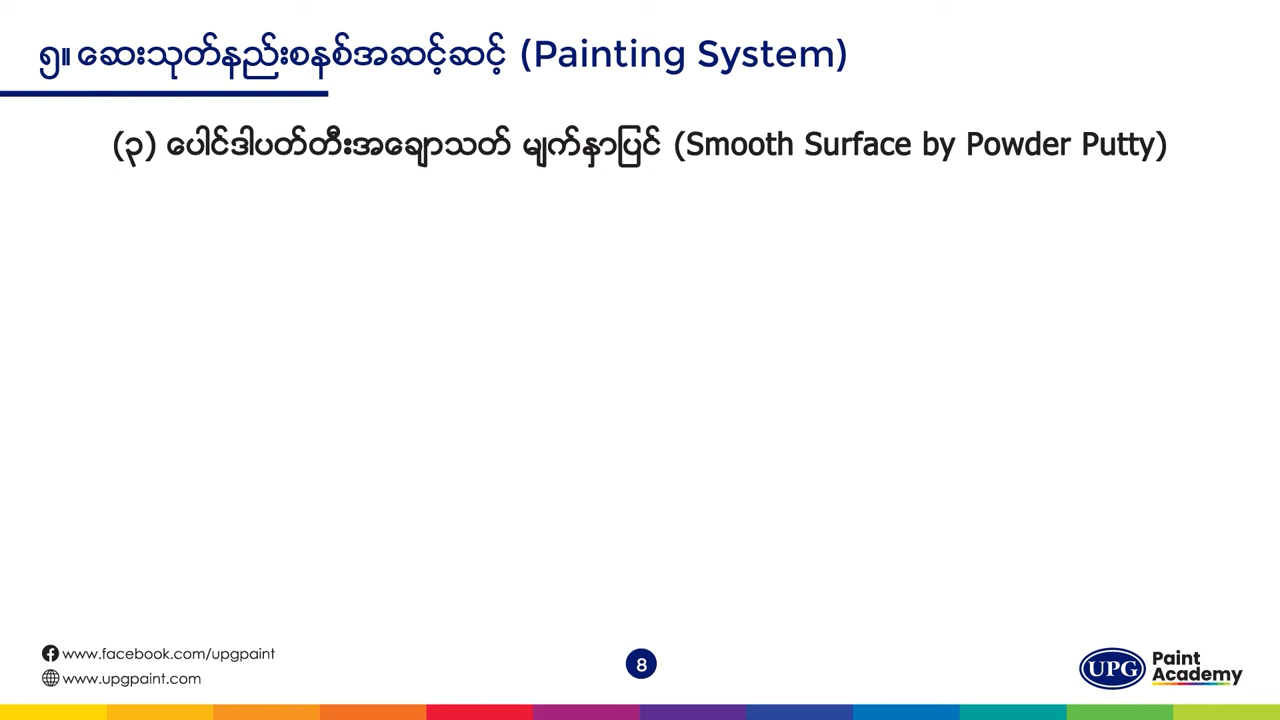 ၅။ ဆေးသုတ်နည်းစနစ်အဆင့်ဆင့် (Painting System)
(၃) ပေါင်ဒါပတ်တီးအချောသတ် မျက်နှာပြင် (Smooth Surface by Powder Putty)
www.facebook.com/upgpaint
www.upgpaint.com
8
UPG Paint
Academy